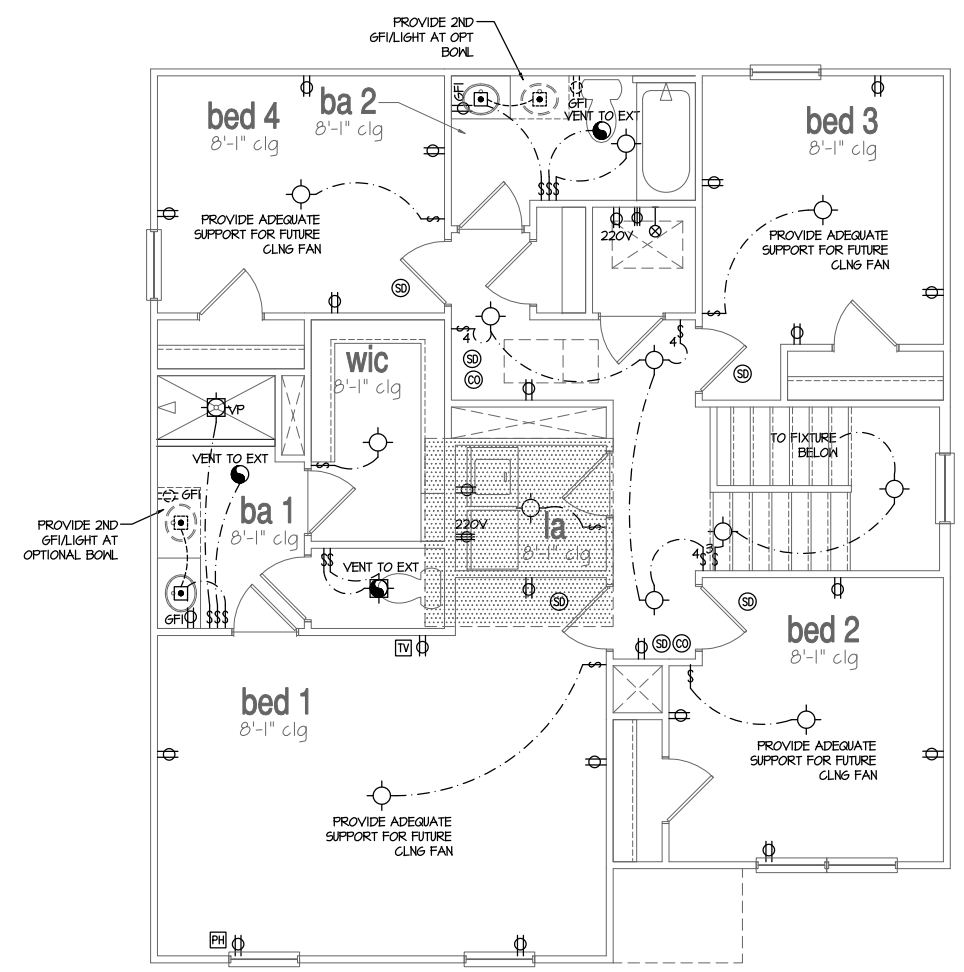 PROVIDE 2ND
GFI/LIGHT AT OPT
BOWL
bed 4
8'-1" clg
ba 2
8'-1" clg
GFI
GFI
VENT TO EXT
bed 3
8'-1" clg
$$$
$
PROVIDE ADEQUATE
SUPPORT FOR FUTURE
CLNG FAN
220V
PROVIDE ADEQUATE
SUPPORT FOR FUTURE
CLNG FAN
SD
$
$
4
$
4
SD
CO
SD
wic
8'-1" clg
VP
$
TO FIXTURE
BELOW
VENT TO EXT
GFI
ba 1
8'-1" clg
PROVIDE 2ND
GFI/LIGHT AT
OPTIONAL BOWL
220V
la
8'-1" clg
$
4
3
$$
$$
VENT TO EXT
GFI
$$$
SD
SD
TV
SD
CO
bed 2
8'-1" clg
$
$
bed 1
8'-1" clg
PROVIDE ADEQUATE
SUPPORT FOR FUTURE
CLNG FAN
PROVIDE ADEQUATE
SUPPORT FOR FUTURE
CLNG FAN
PH